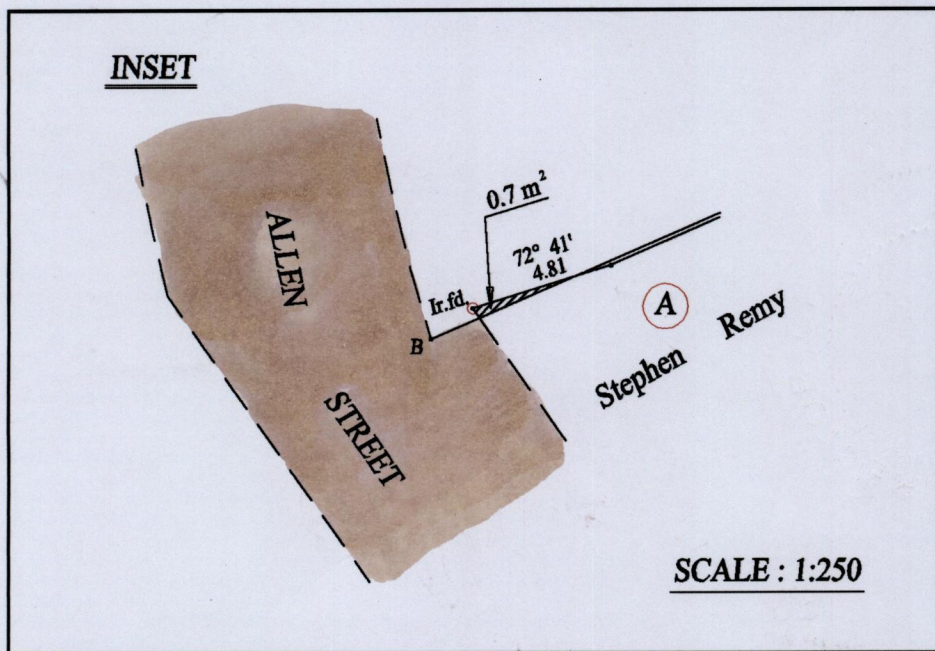 INSET
ALLEN
STREET
0.7 m²
72° 41'
4.81
Ir.fd.
B
A
Stephen Remy
SCALE : 1:250